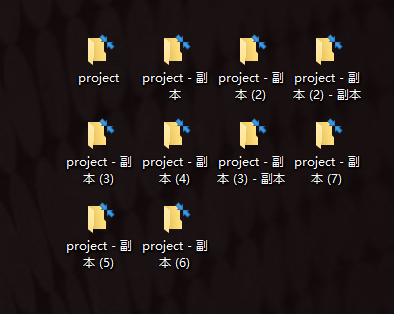 project
project - 副
本
project - 副
本 (2)
project - 副
本 (2) - 副本
project - 副
本 (3)
project - 副
本 (4)
project - 副
本 (3) - 副本
project - 副
本 (7)
project - 副
本 (5)
project - 副
本 (6)